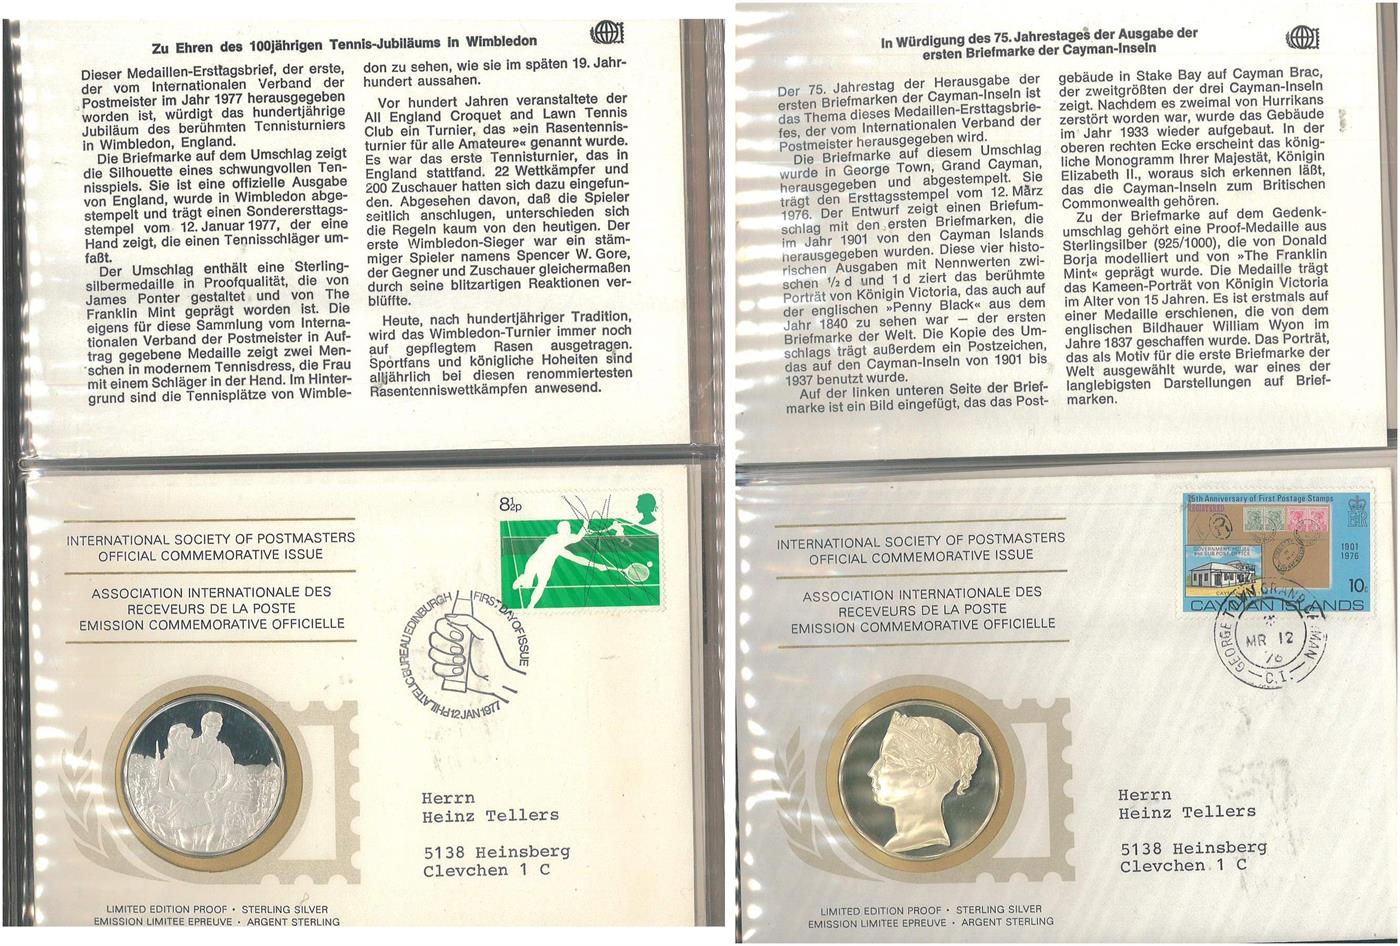 Zu Ehren des 100jährigen Tennis-Jubiläums in Wimbledon
Dieser Medaillen-Ersttagsbrief, der erste,
der vom Internationalen Verband der
Postmeister im Jahr 1977 herausgegeben
worden ist, würdigt das hundertjährige
Jubiläum des berühmten Tennisturniers
in Wimbledon, England.
Die Briefmarke auf dem Umschlag zeigt
die Silhouette eines schwungvollen Ten-
nisspiels. Sie ist eine offizielle Ausgabe
von England, wurde in Wimbledon abge-
stempelt und trägt einen Sonderersttags-
stempel vom 12. Januar 1977, der eine
Hand zeigt, die einen Tennisschläger um-
faßt.
Der Umschlag enthält eine Sterling-
silbermedaille in Proofqualität, die von
James Ponter gestaltet und von The
Franklin Mint geprägt worden ist. Die
eigens für diese Sammlung vom Interna-
tionalen Verband der Postmeister in Auf-
trag gegebene Medaille zeigt zwei Men-
schen in modernem Tennisdress, die Frau
mit einem Schläger in der Hand. Im Hinter-
grund sind die Tennisplätze von Wimble-
don zu sehen, wie sie im späten 19. Jahr-
hundert aussahen.
Vor hundert Jahren veranstaltete der
All England Croquet and Lawn Tennis
Club ein Turnier, das »ein Rasentennis-
turnier für alle Amateure« genannt wurde.
Es war das erste Tennisturnier, das in
England stattfand. 22 Wettkämpfer und
200 Zuschauer hatten sich dazu eingefun-
den. Abgesehen davon, daß die Spieler
seitlich anschlugen, unterschieden sich
die Regeln kaum von den heutigen. Der
erste Wimbledon-Sieger war ein stäm-
miger Spieler namens Spencer W. Gore,
der Gegner und Zuschauer gleichermaßen
durch seine blitzartigen Reaktionen ver-
blüffte.
Heute, nach hundertjähriger Tradition,
wird das Wimbledon-Turnier immer noch
auf gepflegtem Rasen ausgetragen.
Sportfans und königliche Hoheiten sind
alljährlich bei diesen renommiertesten
Rasentenniswettkämpfen anwesend.
INTERNATIONAL SOCIETY OF POSTMASTERS
OFFICIAL COMMEMORATIVE ISSUE
ASSOCIATION INTERNATIONALE DES
RECEVEURS DE LA POSTE
EMISSION COMMEMORATIVE OFFICIELLE
8½p
PHILATELIC BUREAU EDINBURGH FIRST DAY OF ISSUE
12 JAN 1977
Herrn
Heinz Tellers
5138 Heinsberg
Clevchen 1 C
LIMITED EDITION PROOF · STERLING SILVER
EMISSION LIMITEE EPREUVE · ARGENT STERLING
In Würdigung des 75. Jahrestages der Ausgabe der
ersten Briefmarke der Cayman-Inseln
Der 75. Jahrestag der Herausgabe der
ersten Briefmarken der Cayman-Inseln ist
das Thema dieses Medaillen-Ersttagsbrie-
fes, der vom Internationalen Verband der
Postmeister herausgegeben wird.
Die Briefmarke auf diesem Umschlag
wurde in George Town, Grand Cayman,
herausgegeben und abgestempelt. Sie
trägt den Ersttagsstempel vom 12. März
1976. Der Entwurf zeigt einen Briefum-
schlag mit den ersten Briefmarken, die
im Jahr 1901 von den Cayman Islands
herausgegeben wurden. Diese vier histo-
rischen Ausgaben mit Nennwerten zwi-
schen ½ d und 1 d ziert das berühmte
Porträt von Königin Victoria, das auch auf
der englischen »Penny Black« aus dem
Jahr 1840 zu sehen war — der ersten
Briefmarke der Welt. Die Kopie des Um-
schlags trägt außerdem ein Postzeichen,
das auf den Cayman-Inseln von 1901 bis
1937 benutzt wurde.
Auf der linken unteren Seite der Brief-
marke ist ein Bild eingefügt, das das Post-
gebäude in Stake Bay auf Cayman Brac,
der zweitgrößten der drei Cayman-Inseln
zeigt. Nachdem es zweimal von Hurrikans
zerstört worden war, wurde das Gebäude
im Jahr 1933 wieder aufgebaut. In der
oberen rechten Ecke erscheint das könig-
liche Monogramm Ihrer Majestät, Königin
Elizabeth II., woraus sich erkennen läßt,
das die Cayman-Inseln zum Britischen
Commonwealth gehören.
Zu der Briefmarke auf dem Gedenk-
umschlag gehört eine Proof-Medaille aus
Sterlingsilber (925/1000), die von Donald
Borja modelliert und von »The Franklin
Mint« geprägt wurde. Die Medaille trägt
das Kameen-Porträt von Königin Victoria
im Alter von 15 Jahren. Es ist erstmals auf
einer Medaille erschienen, die von dem
englischen Bildhauer William Wyon im
Jahre 1837 geschaffen wurde. Das Porträt,
das als Motiv für die erste Briefmarke der
Welt ausgewählt wurde, war eines der
langlebigsten Darstellungen auf Brief-
marken.
INTERNATIONAL SOCIETY OF POSTMASTERS
OFFICIAL COMMEMORATIVE ISSUE
ASSOCIATION INTERNATIONALE DES
RECEVEURS DE LA POSTE
EMISSION COMMEMORATIVE OFFICIELLE
75th Anniversary of First Postage Stamps
REGISTERED
R
EIIR
GOVERNMENT HOUSE
AND SUB POST OFFICE
1901
1976
10c
CAYMAN ISLANDS
GEORGE TOWN GRAND CAYMAN
MR 12
76
C.I.
Herrn
Heinz Tellers
5138 Heinsberg
Clevchen 1 C
LIMITED EDITION PROOF · STERLING SILVER
EMISSION LIMITEE EPREUVE · ARGENT STERLING